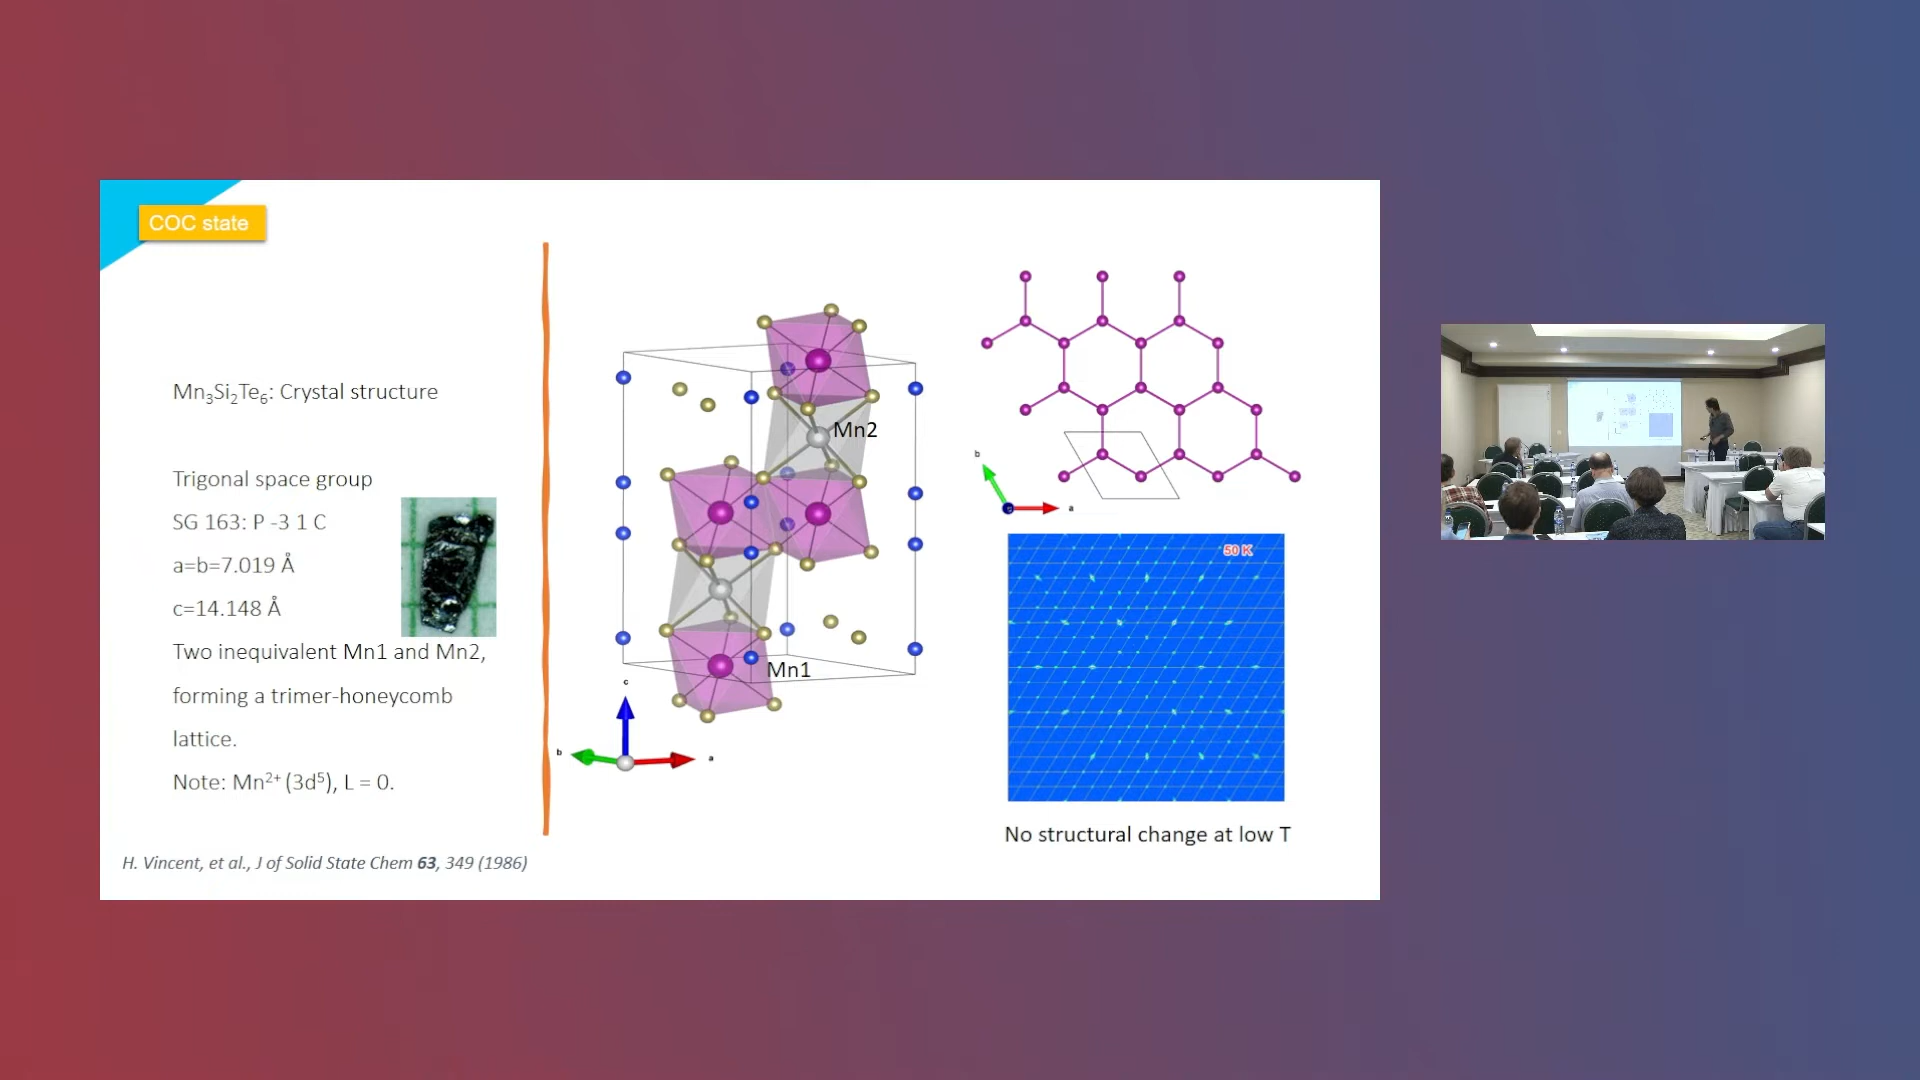 COC state
Mn₃Si₂Te₆: Crystal structure
Trigonal space group
SG 163: P -3 1 C
a=b=7.019 Å
c=14.148 Å
Two inequivalent Mn1 and Mn2,
forming a trimer-honeycomb
lattice.
Note: Mn²⁺ (3d⁵), L = 0.
H. Vincent, et al., J of Solid State Chem 63, 349 (1986)
Mn2
Mn1
c
b
a
b
a
50 K
No structural change at low T